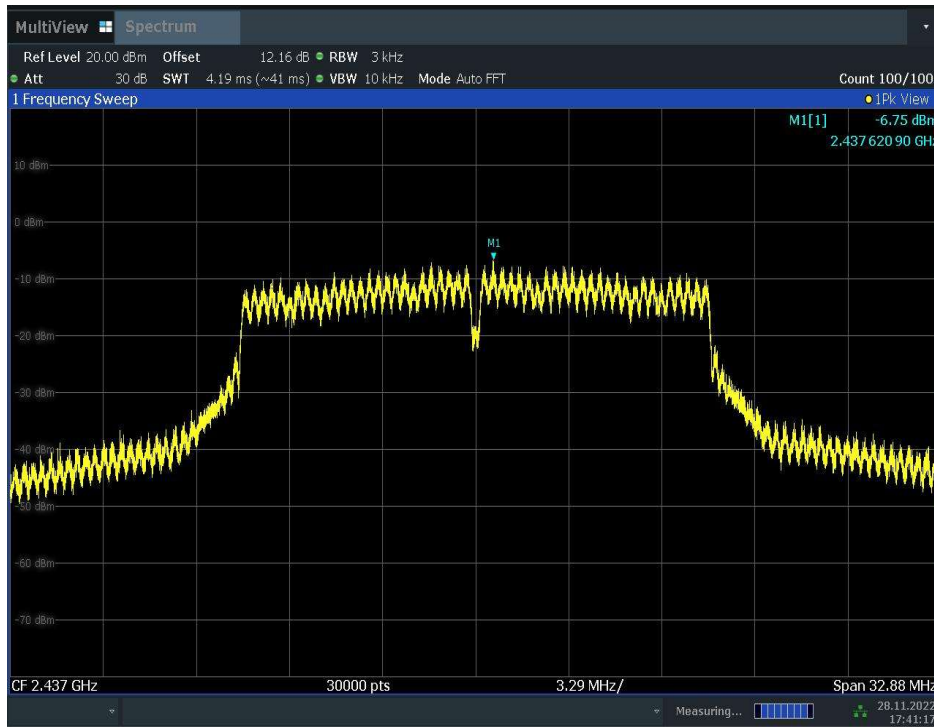 MultiView Spectrum
Ref Level 20.00 dBm Offset 12.16 dB RBW 3 kHz
Att 30 dB SWT 4.19 ms (~41 ms) VBW 10 kHz Mode Auto FFT Count 100/100
1 Frequency Sweep 1Pk View
M1[1] -6.75 dBm
2.437 620 90 GHz
10 dBm
0 dBm
M1
-10 dBm
-20 dBm
-30 dBm
-40 dBm
-50 dBm
-60 dBm
-70 dBm
CF 2.437 GHz 30000 pts 3.29 MHz/ Span 32.88 MHz
Measuring... 28.11.2022
17:41:17